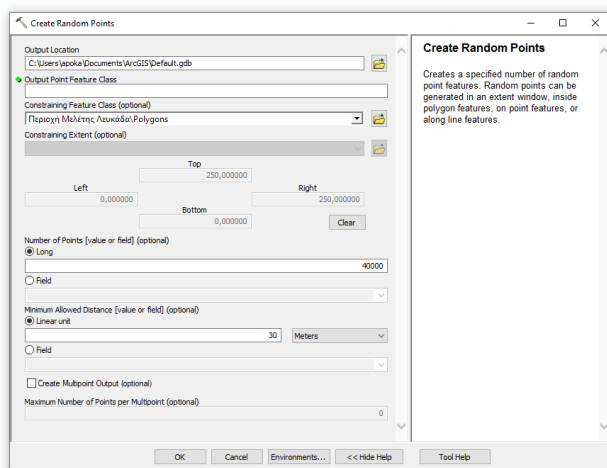 Create Random Points
Output Location
C:\Users\apoka\Documents\ArcGIS\Default.gdb
Output Point Feature Class
Constraining Feature Class (optional)
Περιοχή Μελέτης Λευκάδα\Polygons
Constraining Extent (optional)
Top
250,000000
Left
Right
0,000000
250,000000
Bottom
0,000000
Clear
Number of Points [value or field] (optional)
Long
40000
Field
Minimum Allowed Distance [value or field] (optional)
Linear unit
30
Meters
Field
Create Multipoint Output (optional)
Maximum Number of Points per Multipoint (optional)
0
OK
Cancel
Environments...
<< Hide Help
Tool Help
Create Random Points
Creates a specified number of random
point features. Random points can be
generated in an extent window, inside
polygon features, on point features, or
along line features.